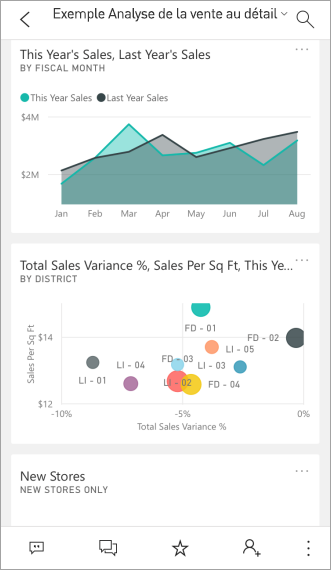 Exemple Analyse de la vente au détail
This Year's Sales, Last Year's Sales
BY FISCAL MONTH
This Year Sales Last Year Sales
$4M
$2M
Jan Feb Mar Apr May Jun Jul Aug
Total Sales Variance %, Sales Per Sq Ft, This Ye...
BY DISTRICT
Sales Per Sq Ft
$14
$12
FD - 01
FD - 02
LI - 05
FD - 03
LI - 04
LI - 03
LI - 01
LI - 02
FD - 04
-10% -5% 0%
Total Sales Variance %
New Stores
NEW STORES ONLY